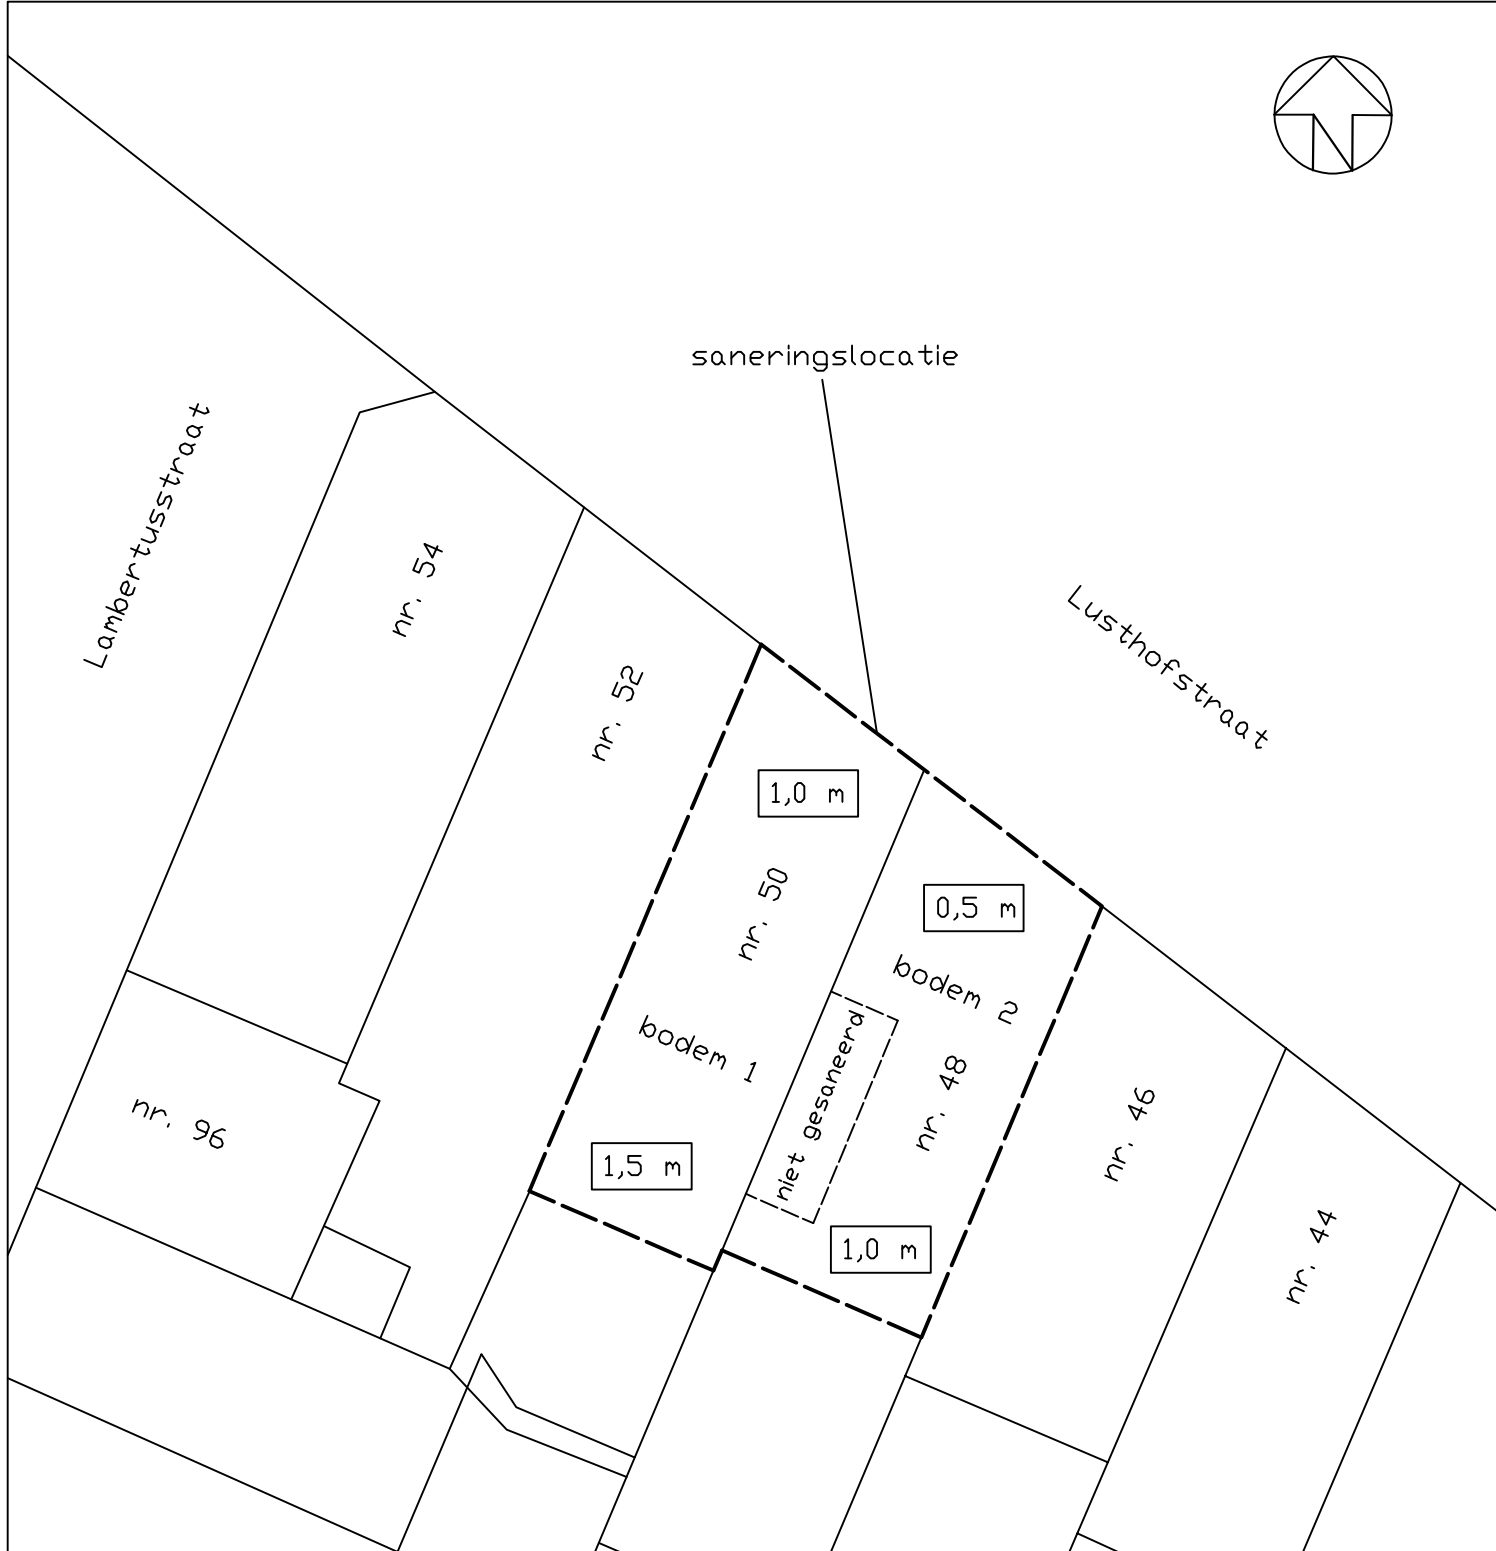 N
saneringslocatie
Lambertusstraat
nr. 54
Lusthofstraat
nr. 52
1,0 m
nr. 50
0,5 m
bodem 2
bodem 1
niet gesaneerd
nr. 48
nr. 46
nr. 96
1,5 m
1,0 m
nr. 44